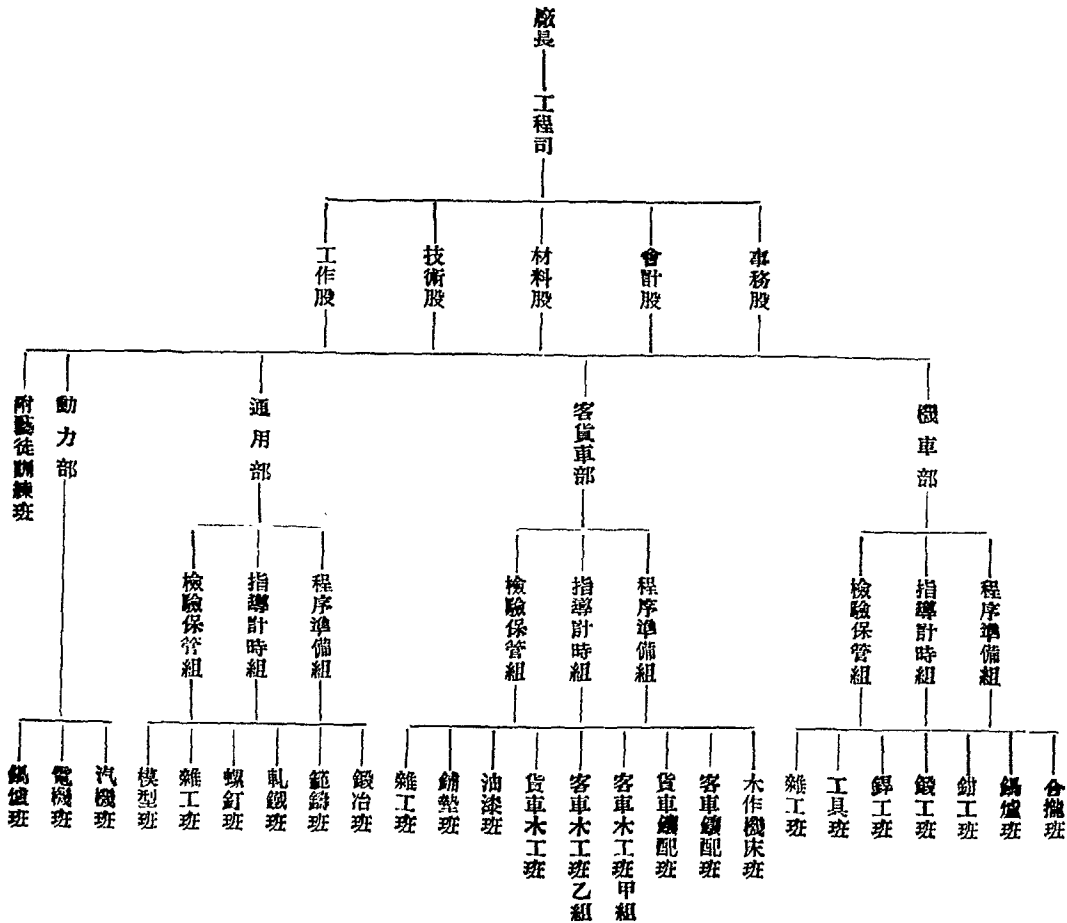 廠長
工程司
事務股
會計股
材料股
技術股
工作股
機車部
客貨車部
通用部
動力部
附藝徒訓練班
程序準備組
指導計時組
檢驗保管組
程序準備組
指導計時組
檢驗保管組
程序準備組
指導計時組
檢驗保管組
合攏班
鍋爐班
鉗工班
鍛工班
銲工班
工具班
雜工班
木作機床班
客車鑲配班
貨車鑲配班
客車木工班甲組
客車木工班乙組
貨車木工班
油漆班
鋪墊班
雜工班
鍛冶班
範鑄班
軋鐵班
螺釘班
雜工班
模型班
汽機班
電機班
鍋爐班